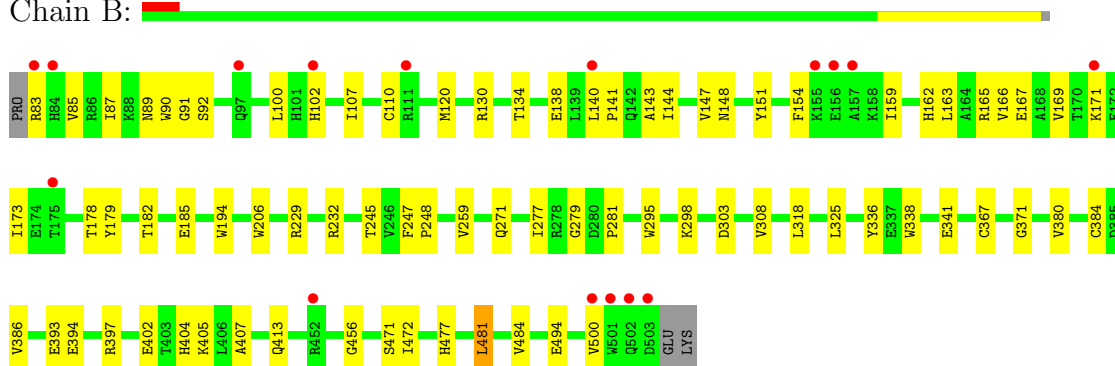 Chain B:
PRO R83 H84 V85 R86 I87 K88 N89 W90 G91 S92 Q97 L100 H101 H102 I107 C110 R111 M120 R130 T134 E138 L139 L140 P141 Q142 A143 I144 V147 N148 Y151 F154 K155 E156 A157 K158 I159 H162 L163 A164 R165 V166 E167 A168 V169 T170 K171 E172
I173 E174 T175 T178 Y179 T182 E185 W194 W206 R229 R232 T245 V246 F247 P248 V259 Q271 I277 R278 G279 D280 P281 W295 K298 D303 V308 L318 L325 Y336 E337 W338 E341 C367 G371 V380 C384 D385
V386 E393 E394 R397 E402 T403 H404 K405 L406 A407 Q413 R452 G456 S471 I472 H477 L481 V484 E494 V500 W501 Q502 D503 GLU LYS